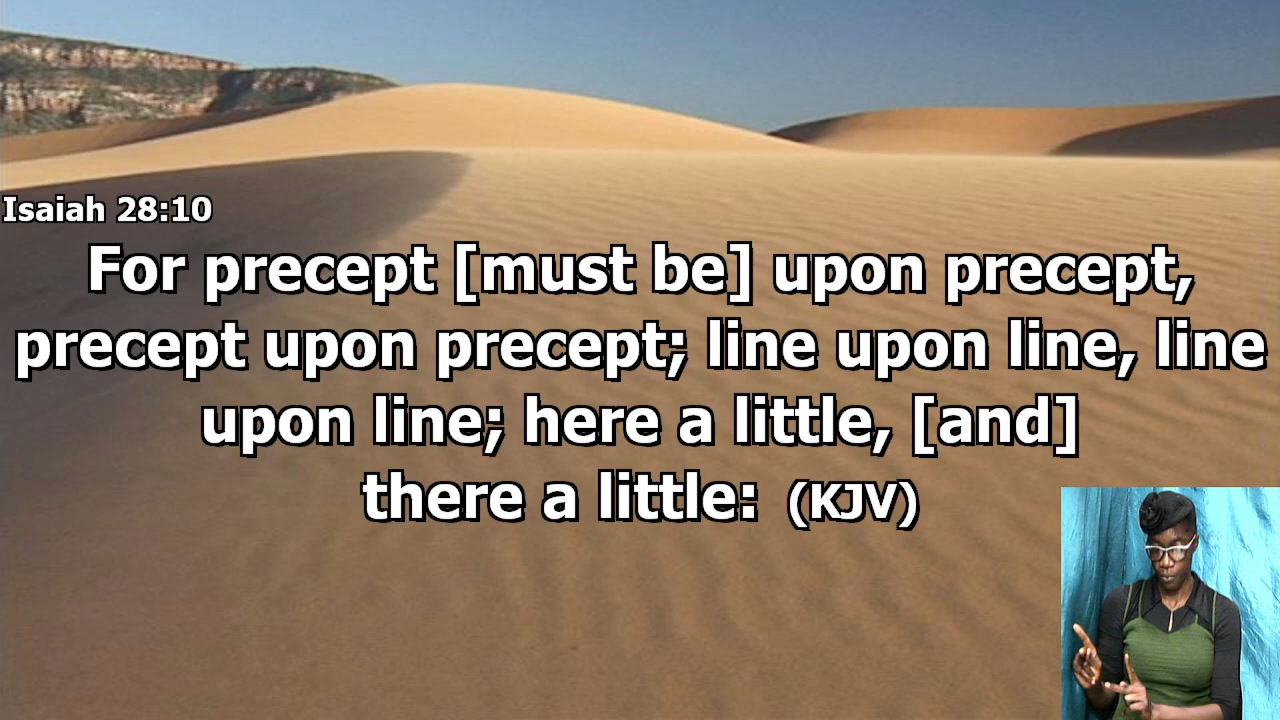 Isaiah 28:10
For precept [must be] upon precept,
precept upon precept; line upon line, line
upon line; here a little, [and]
there a little: (KJV)